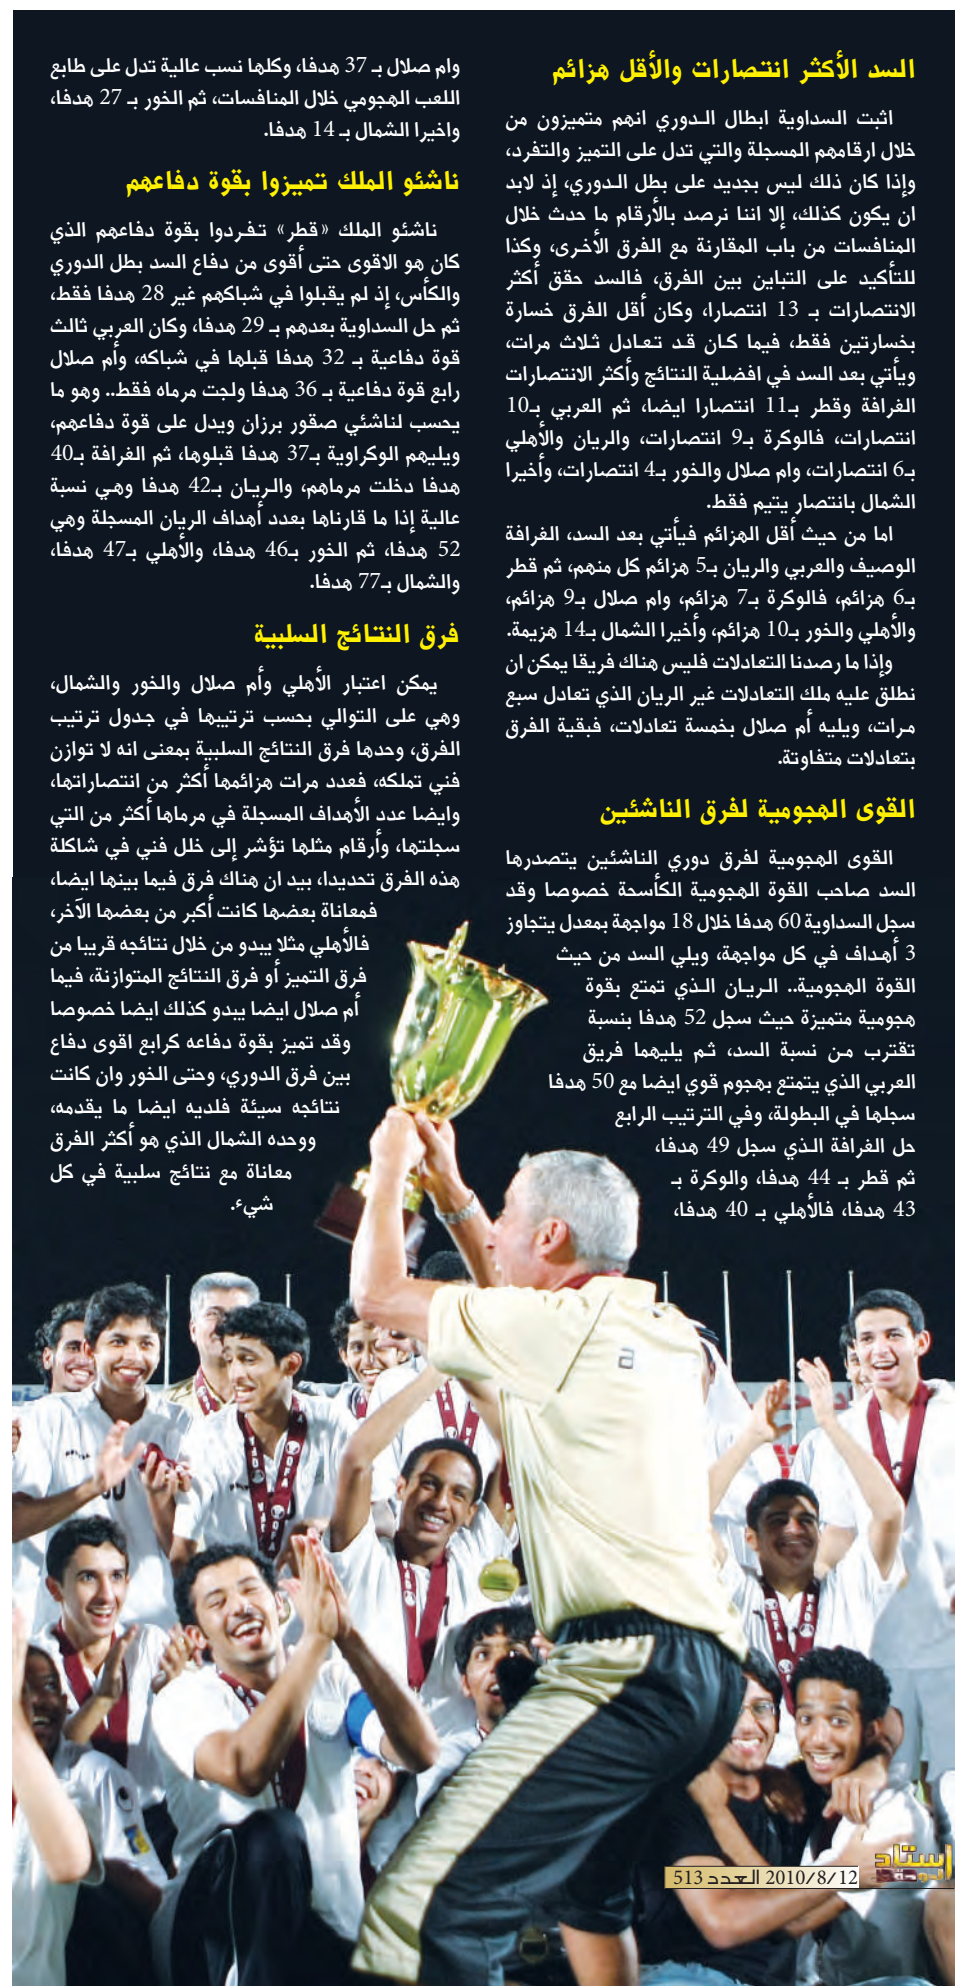 السد الأكثر انتصارات والأقل هزائم
اثبت السداوية ابطال الدوري انهم متميزون من
خلال ارقامهم المسجلة والتي تدل على التميز والتفرد،
وإذا كان ذلك ليس بجديد على بطل الدوري، إذ لابد
ان يكون كذلك، إلا اننا نرصد بالأرقام ما حدث خلال
المنافسات من باب المقارنة مع الفرق الأخرى، وكذا
للتأكيد على التباين بين الفرق، فالسد حقق أكثر
الانتصارات بـ 13 انتصارا، وكان أقل الفرق خسارة
بخسارتين فقط، فيما كان قد تعادل ثلاث مرات،
ويأتي بعد السد في افضلية النتائج وأكثر الانتصارات
الغرافة وقطر بـ11 انتصارا ايضا، ثم العربي بـ10
انتصارات، فالوكرة بـ9 انتصارات، والريان والأهلي
بـ6 انتصارات، وام صلال والخور بـ4 انتصارات، وأخيرا
الشمال بانتصار يتيم فقط.
اما من حيث أقل الهزائم فيأتي بعد السد، الغرافة
الوصيف والعربي والريان بـ5 هزائم كل منهم، ثم قطر
بـ6 هزائم، فالوكرة بـ7 هزائم، وام صلال بـ9 هزائم،
والأهلي والخور بـ10 هزائم، وأخيرا الشمال بـ14 هزيمة.
وإذا ما رصدنا التعادلات فليس هناك فريقا يمكن ان
نطلق عليه ملك التعادلات غير الريان الذي تعادل سبع
مرات، ويليه أم صلال بخمسة تعادلات، فبقية الفرق
بتعادلات متفاوتة.
القوى الهجومية لفرق الناشئين
القوى الهجومية لفرق دوري الناشئين يتصدرها
السد صاحب القوة الهجومية الكأسحة خصوصا وقد
سجل السداوية 60 هدفا خلال 18 مواجهة بمعدل يتجاوز
3 أهداف في كل مواجهة، ويلي السد من حيث
القوة الهجومية.. الريان الذي تمتع بقوة
هجومية متميزة حيث سجل 52 هدفا بنسبة
تقترب من نسبة السد، ثم يليهما فريق
العربي الذي يتمتع بهجوم قوي ايضا مع 50 هدفا
سجلها في البطولة، وفي الترتيب الرابع
حل الغرافة الذي سجل 49 هدفا،
ثم قطر بـ 44 هدفا، والوكرة بـ
43 هدفا، فالأهلي بـ 40 هدفا،
وام صلال بـ 37 هدفا، وكلها نسب عالية تدل على طابع
اللعب الهجومي خلال المنافسات، ثم الخور بـ 27 هدفا،
واخيرا الشمال بـ 14 هدفا.
ناشئو الملك تميزوا بقوة دفاعهم
ناشئو الملك «قطر» تفردوا بقوة دفاعهم الذي
كان هو الاقوى حتى أقوى من دفاع السد بطل الدوري
والكأس، إذ لم يقبلوا في شباكهم غير 28 هدفا فقط،
ثم حل السداوية بعدهم بـ 29 هدفا، وكان العربي ثالث
قوة دفاعية بـ 32 هدفا قبلها في شباكه، وأم صلال
رابع قوة دفاعية بـ 36 هدفا ولجت مرماه فقط.. وهو ما
يحسب لناشئي صقور برزان ويدل على قوة دفاعهم،
ويليهم الوكراوية بـ37 هدفا قبلوها، ثم الغرافة بـ40
هدفا دخلت مرماهم، والريان بـ42 هدفا وهي نسبة
عالية إذا ما قارناها بعدد أهداف الريان المسجلة وهي
52 هدفا، ثم الخور بـ46 هدفا، والأهلي بـ47 هدفا،
والشمال بـ77 هدفا.
فرق النتائج السلبية
يمكن اعتبار الأهلي وأم صلال والخور والشمال،
وهي على التوالي بحسب ترتيبها في جدول ترتيب
الفرق، وحدها فرق النتائج السلبية بمعنى انه لا توازن
فني تملكه، فعدد مرات هزائمها أكثر من انتصاراتها،
وايضا عدد الأهداف المسجلة في مرماها أكثر من التي
سجلتها، وأرقام مثلها تؤشر إلى خلل فني في شاكلة
هذه الفرق تحديدا، بيد ان هناك فرق فيما بينها ايضا،
فمعاناة بعضها كانت أكبر من بعضها الآخر،
فالأهلي مثلا يبدو من خلال نتائجه قريبا من
فرق التميز أو فرق النتائج المتوازنة، فيما
أم صلال ايضا يبدو كذلك ايضا خصوصا
وقد تميز بقوة دفاعه كرابع اقوى دفاع
بين فرق الدوري، وحتى الخور وان كانت
نتائجه سيئة فلديه ايضا ما يقدمه،
ووحده الشمال الذي هو أكثر الفرق
معاناة مع نتائج سلبية في كل
شيء.
استاد
2010/8/12 العدد 513